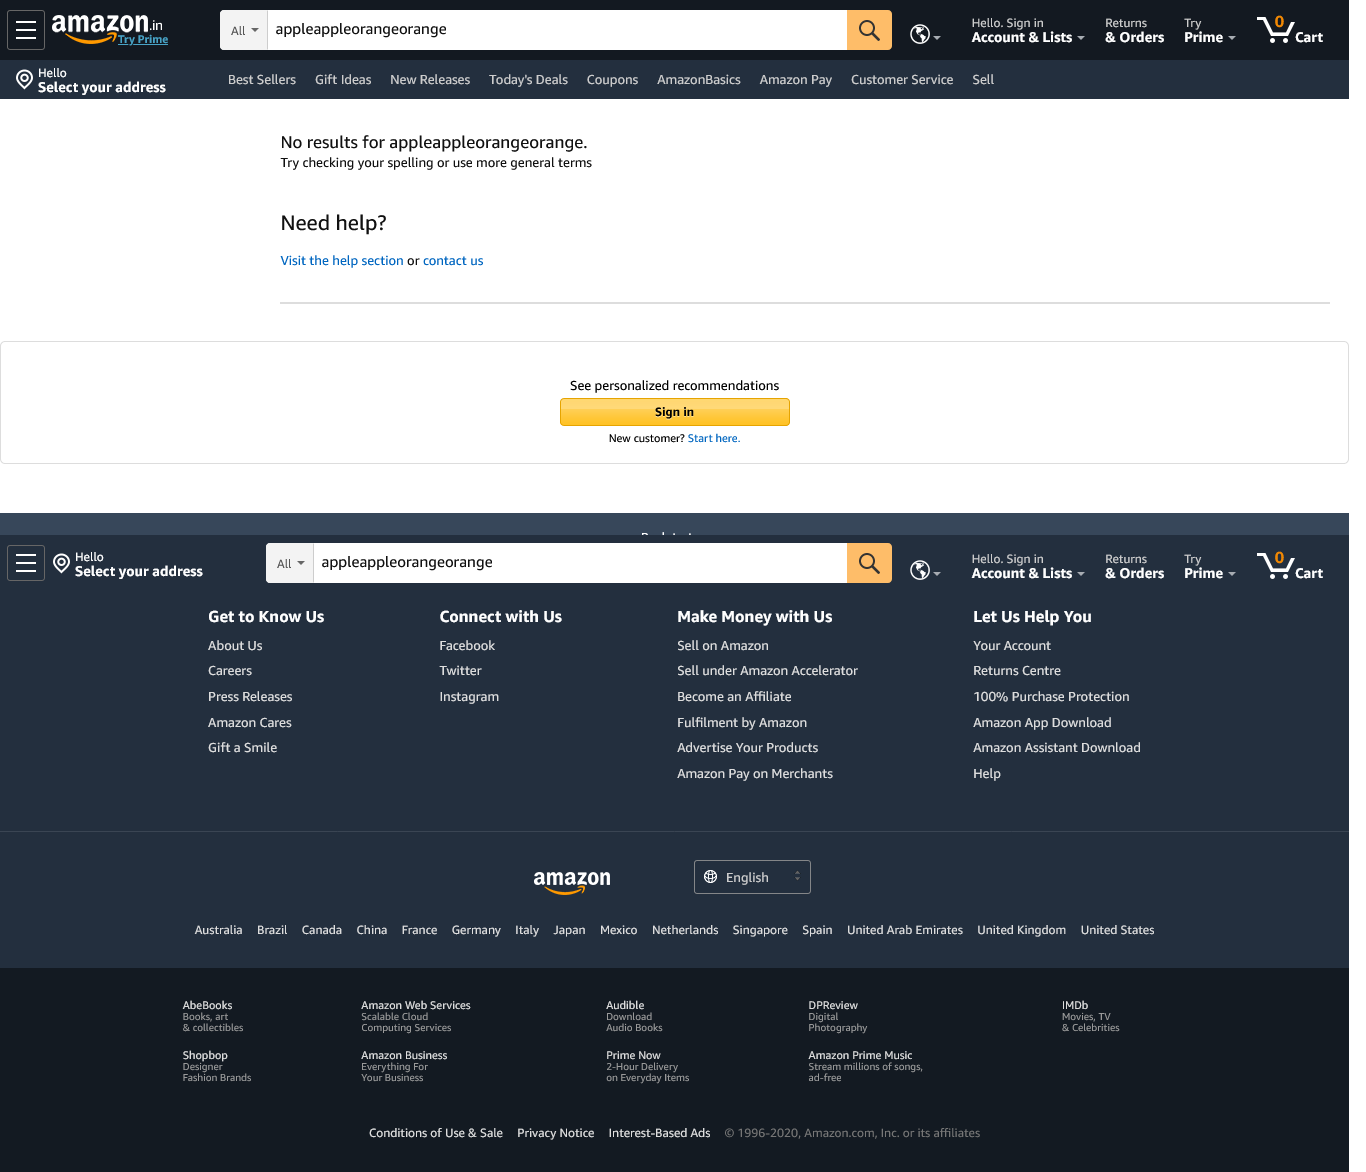 amazon.in
Try Prime
All
appleappleorangeorange
Hello. Sign in
Account & Lists
Returns
& Orders
Try
Prime
0
Cart
Hello
Select your address
Best Sellers Gift Ideas New Releases Today's Deals Coupons AmazonBasics Amazon Pay Customer Service Sell
No results for appleappleorangeorange.
Try checking your spelling or use more general terms
Need help?
Visit the help section or contact us
See personalized recommendations
Sign in
New customer? Start here.
Hello
Select your address
All
appleappleorangeorange
Hello. Sign in
Account & Lists
Returns
& Orders
Try
Prime
0
Cart
Get to Know Us
About Us
Careers
Press Releases
Amazon Cares
Gift a Smile
Connect with Us
Facebook
Twitter
Instagram
Make Money with Us
Sell on Amazon
Sell under Amazon Accelerator
Become an Affiliate
Fulfilment by Amazon
Advertise Your Products
Amazon Pay on Merchants
Let Us Help You
Your Account
Returns Centre
100% Purchase Protection
Amazon App Download
Amazon Assistant Download
Help
amazon
English
Australia Brazil Canada China France Germany Italy Japan Mexico Netherlands Singapore Spain United Arab Emirates United Kingdom United States
AbeBooks
Books, art
& collectibles
Amazon Web Services
Scalable Cloud
Computing Services
Audible
Download
Audio Books
DPReview
Digital
Photography
IMDb
Movies, TV
& Celebrities
Shopbop
Designer
Fashion Brands
Amazon Business
Everything For
Your Business
Prime Now
2-Hour Delivery
on Everyday Items
Amazon Prime Music
Stream millions of songs,
ad-free
Conditions of Use & Sale Privacy Notice Interest-Based Ads © 1996-2020, Amazon.com, Inc. or its affiliates